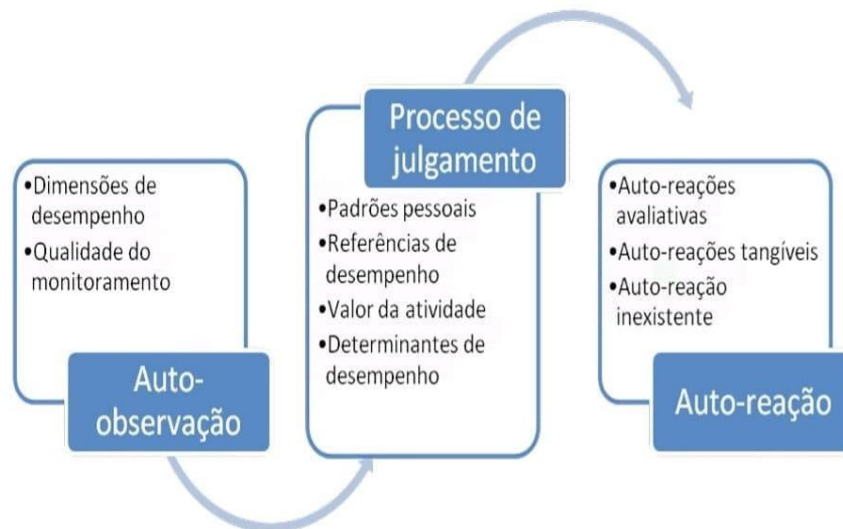 •Dimensões de
desempenho
•Qualidade do
monitoramento
Auto-
observação
Processo de
julgamento
•Padrões pessoais
•Referências de
desempenho
•Valor da atividade
•Determinantes de
desempenho
•Auto-reações
avaliativas
•Auto-reações tangíveis
•Auto-reação
inexistente
Auto-reação